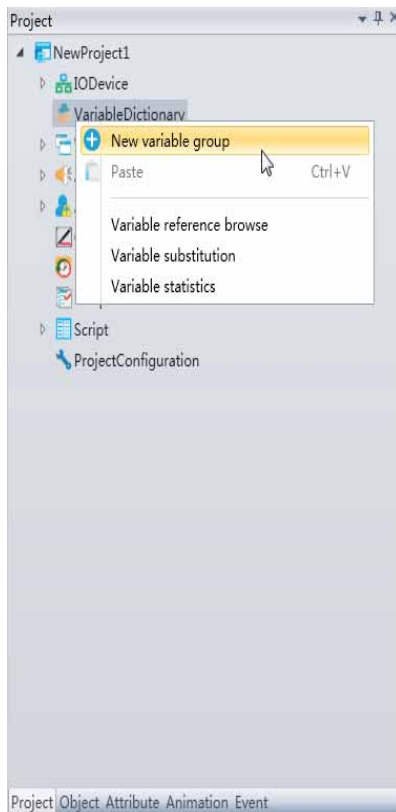 Project
NewProject1
IODevice
VariableDictionary
New variable group
Paste Ctrl+V
Variable reference browse
Variable substitution
Variable statistics
Script
ProjectConfiguration
Project Object Attribute Animation Event